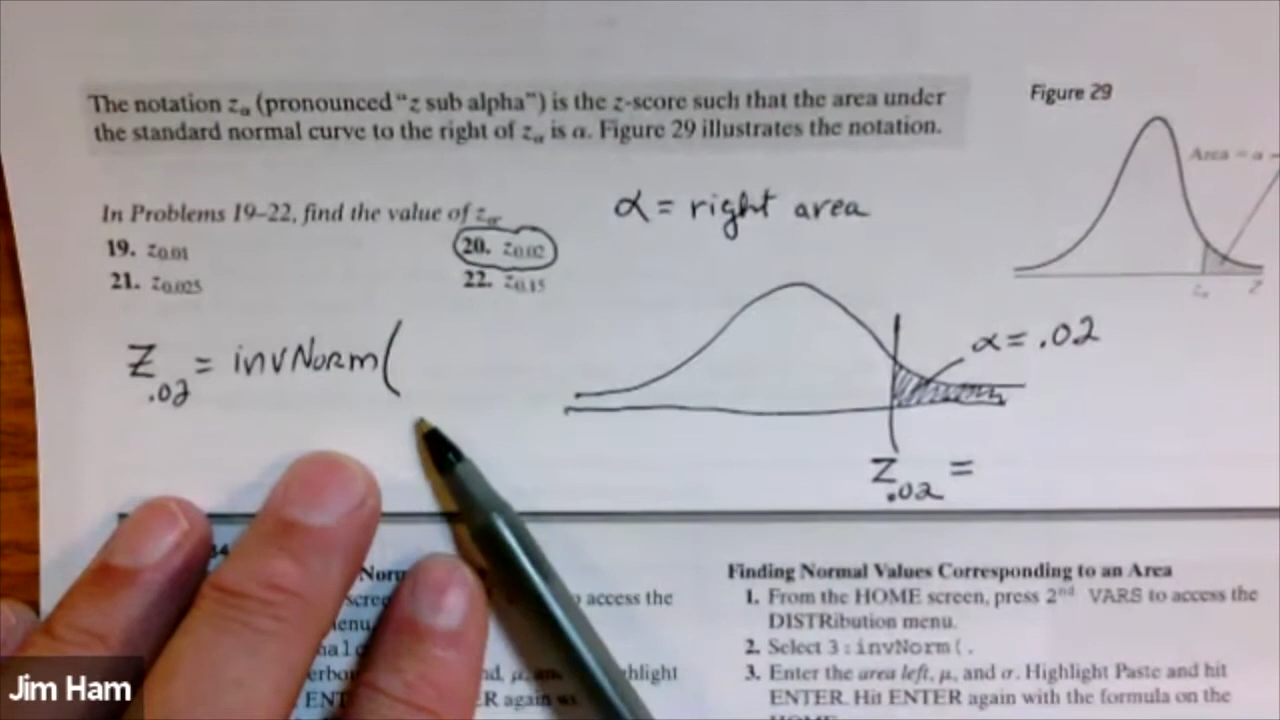 The notation zα (pronounced “z sub alpha”) is the z-score such that the area under
the standard normal curve to the right of zα is α. Figure 29 illustrates the notation.
Figure 29
Area = α
In Problems 19–22, find the value of zα.
19. z0.01
20. z0.02
21. z0.025
22. z0.15
α = right area
zα
z
Z.02 = invNorm(
α = .02
Z.02 =
access the
Finding Normal Values Corresponding to an Area
1. From the HOME screen, press 2nd VARS to access the
DISTRibution menu.
2. Select 3:invNorm(.
3. Enter the area left, μ, and σ. Highlight Paste and hit
ENTER. Hit ENTER again with the formula on the
Jim Ham